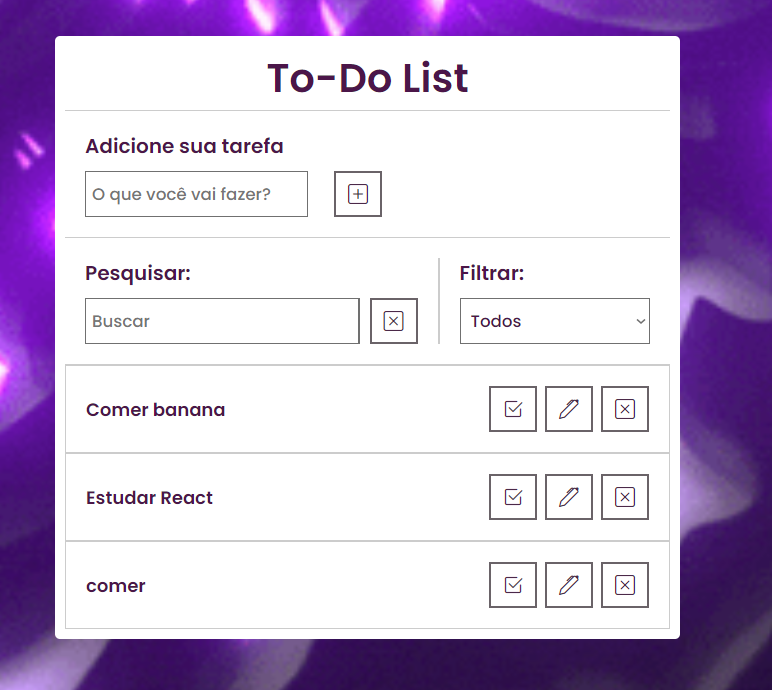 To-Do List
Adicione sua tarefa
O que você vai fazer?
Pesquisar:
Filtrar:
Buscar
Todos
Comer banana
Estudar React
comer